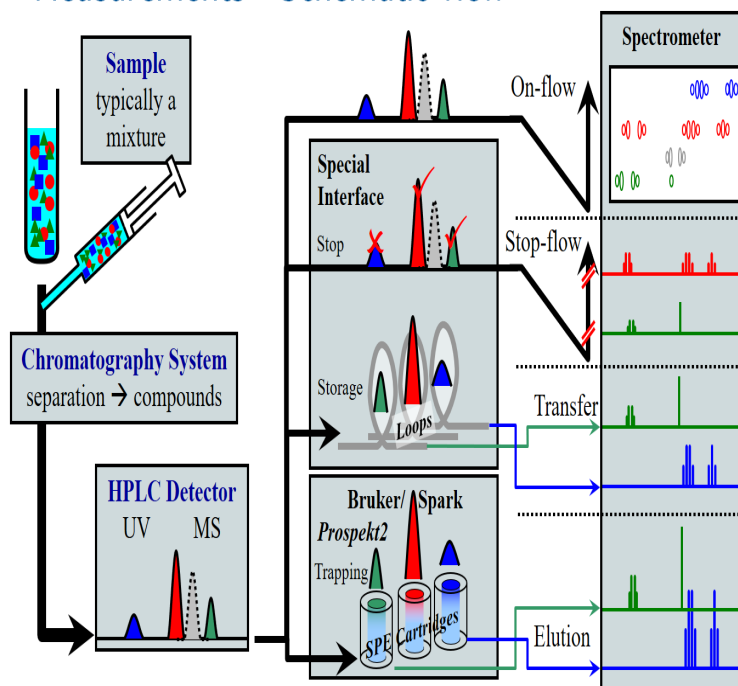 Sample
typically a
mixture
Chromatography System
separation → compounds
HPLC Detector
UV MS
Special
Interface
Stop
Storage
Loops
Bruker/ Spark
Prospekt2
Trapping
SPE Cartridges
On-flow
Stop-flow
Transfer
Elution
Spectrometer